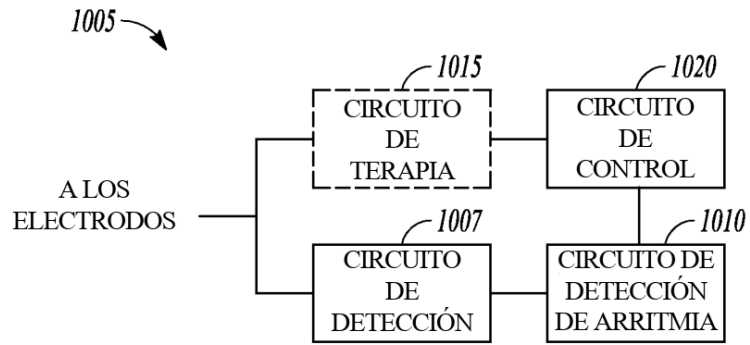 1005
1015
CIRCUITO
DE
TERAPIA
1020
CIRCUITO
DE
CONTROL
A LOS
ELECTRODOS
1007
CIRCUITO
DE
DETECCIÓN
1010
CIRCUITO DE
DETECCIÓN
DE ARRITMIA